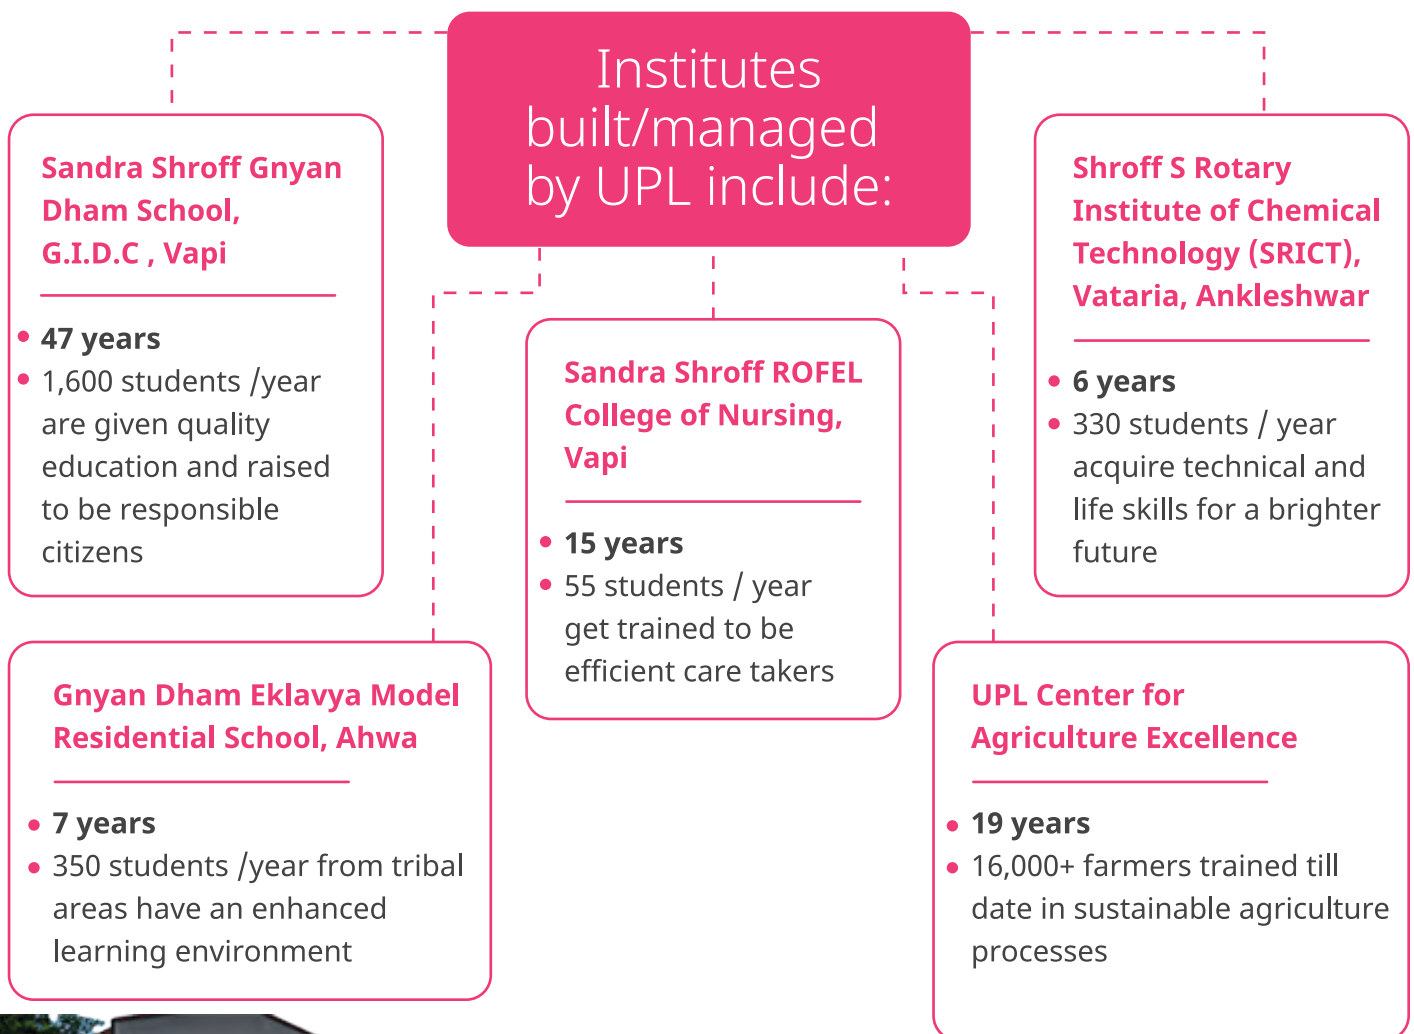 Institutes
built/managed
by UPL include:
Sandra Shroff Gnyan
Dham School,
G.I.D.C , Vapi
• 47 years
• 1,600 students /year
are given quality
education and raised
to be responsible
citizens
Gnyan Dham Eklavya Model
Residential School, Ahwa
• 7 years
• 350 students /year from tribal
areas have an enhanced
learning environment
Sandra Shroff ROFEL
College of Nursing,
Vapi
• 15 years
• 55 students / year
get trained to be
efficient care takers
Shroff S Rotary
Institute of Chemical
Technology (SRICT),
Vataria, Ankleshwar
• 6 years
• 330 students / year
acquire technical and
life skills for a brighter
future
UPL Center for
Agriculture Excellence
• 19 years
• 16,000+ farmers trained till
date in sustainable agriculture
processes